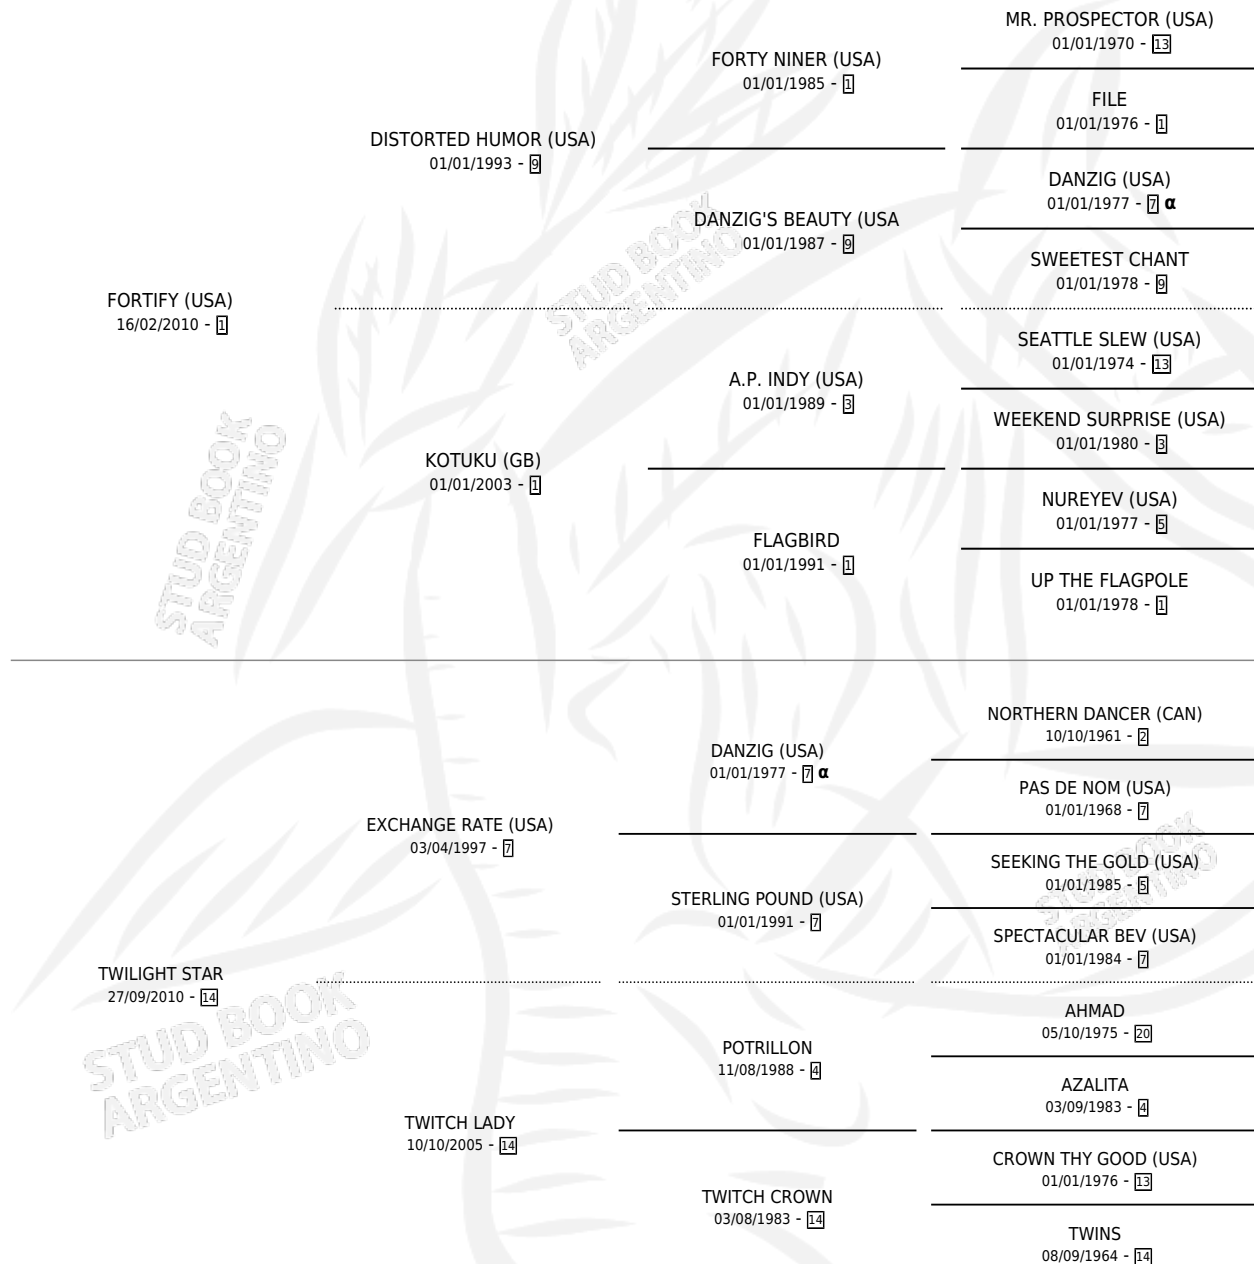 MR. PROSPECTOR (USA)
01/01/1970 - 13
FORTY NINER (USA)
01/01/1985 - 1
FILE
01/01/1976 - 1
DISTORTED HUMOR (USA)
01/01/1993 - 9
DANZIG (USA)
01/01/1977 - 7 α
DANZIG'S BEAUTY (USA
01/01/1987 - 9
SWEETEST CHANT
01/01/1978 - 9
FORTIFY (USA)
16/02/2010 - 1
SEATTLE SLEW (USA)
01/01/1974 - 13
A.P. INDY (USA)
01/01/1989 - 3
WEEKEND SURPRISE (USA)
01/01/1980 - 3
KOTUKU (GB)
01/01/2003 - 1
NUREYEV (USA)
01/01/1977 - 5
FLAGBIRD
01/01/1991 - 1
UP THE FLAGPOLE
01/01/1978 - 1
NORTHERN DANCER (CAN)
10/10/1961 - 2
DANZIG (USA)
01/01/1977 - 7 α
PAS DE NOM (USA)
01/01/1968 - 7
EXCHANGE RATE (USA)
03/04/1997 - 7
SEEKING THE GOLD (USA)
01/01/1985 - 5
STERLING POUND (USA)
01/01/1991 - 7
SPECTACULAR BEV (USA)
01/01/1984 - 7
TWILIGHT STAR
27/09/2010 - 14
AHMAD
05/10/1975 - 20
POTRILLON
11/08/1988 - 4
AZALITA
03/09/1983 - 4
TWITCH LADY
10/10/2005 - 14
CROWN THY GOOD (USA)
01/01/1976 - 13
TWITCH CROWN
03/08/1983 - 14
TWINS
08/09/1964 - 14
STUD BOOK
ARGENTINO
STUD BOOK
ARGENTINO
STUD BOOK
ARGENTINO
STUD BOOK
ARGENTINO